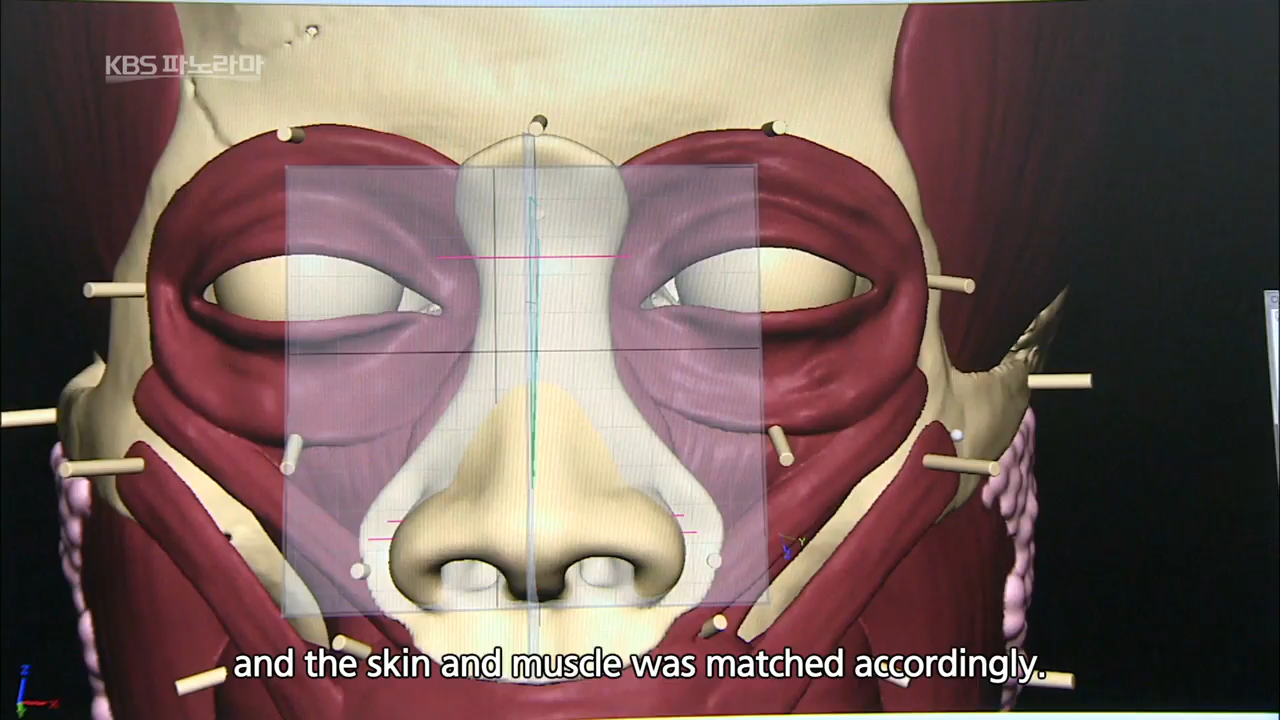 KBS 파노라마
and the skin and muscle was matched accordingly.